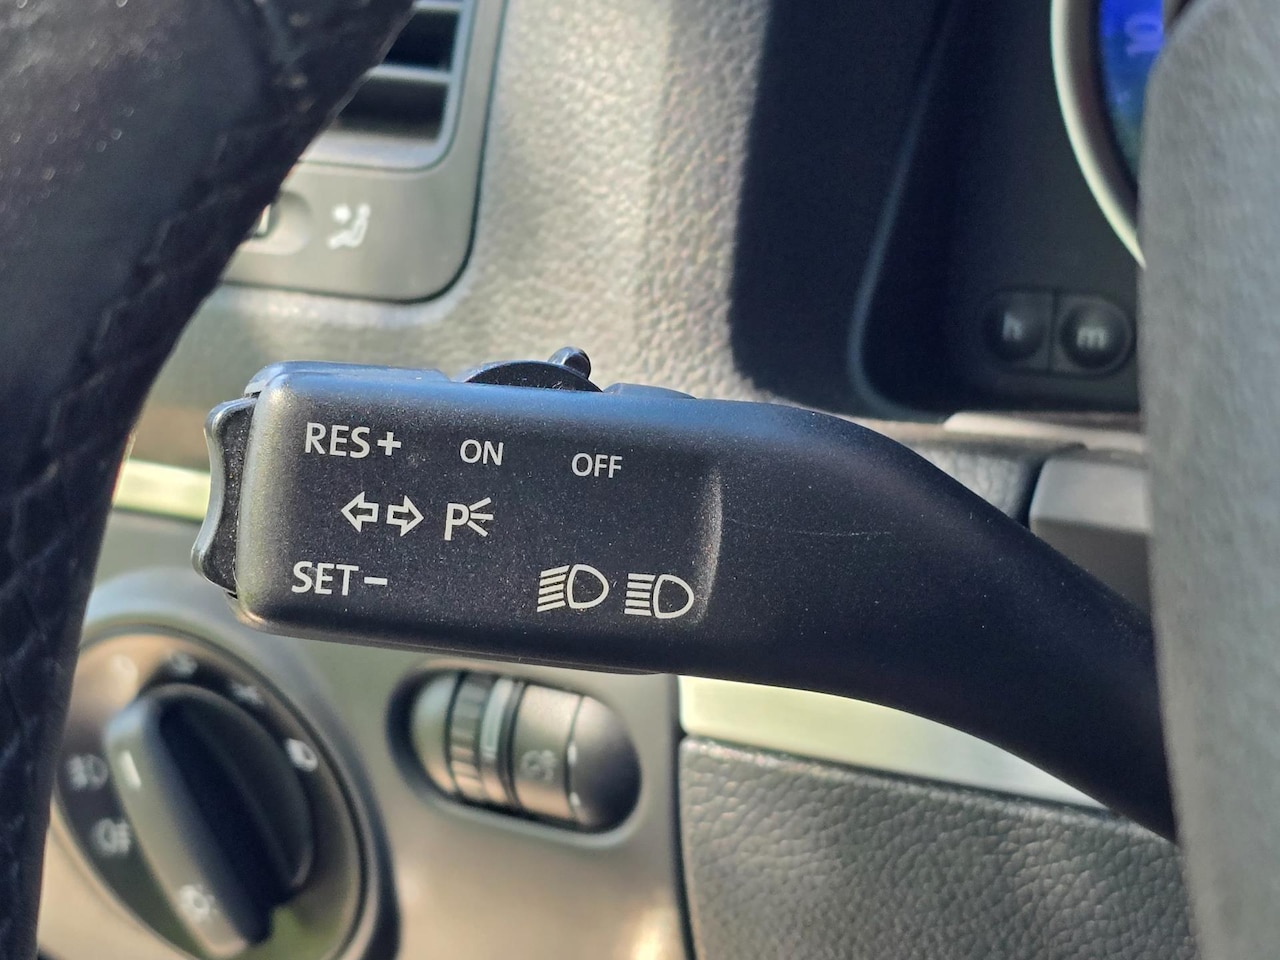 RES+ ON OFF
P
SET−
h m